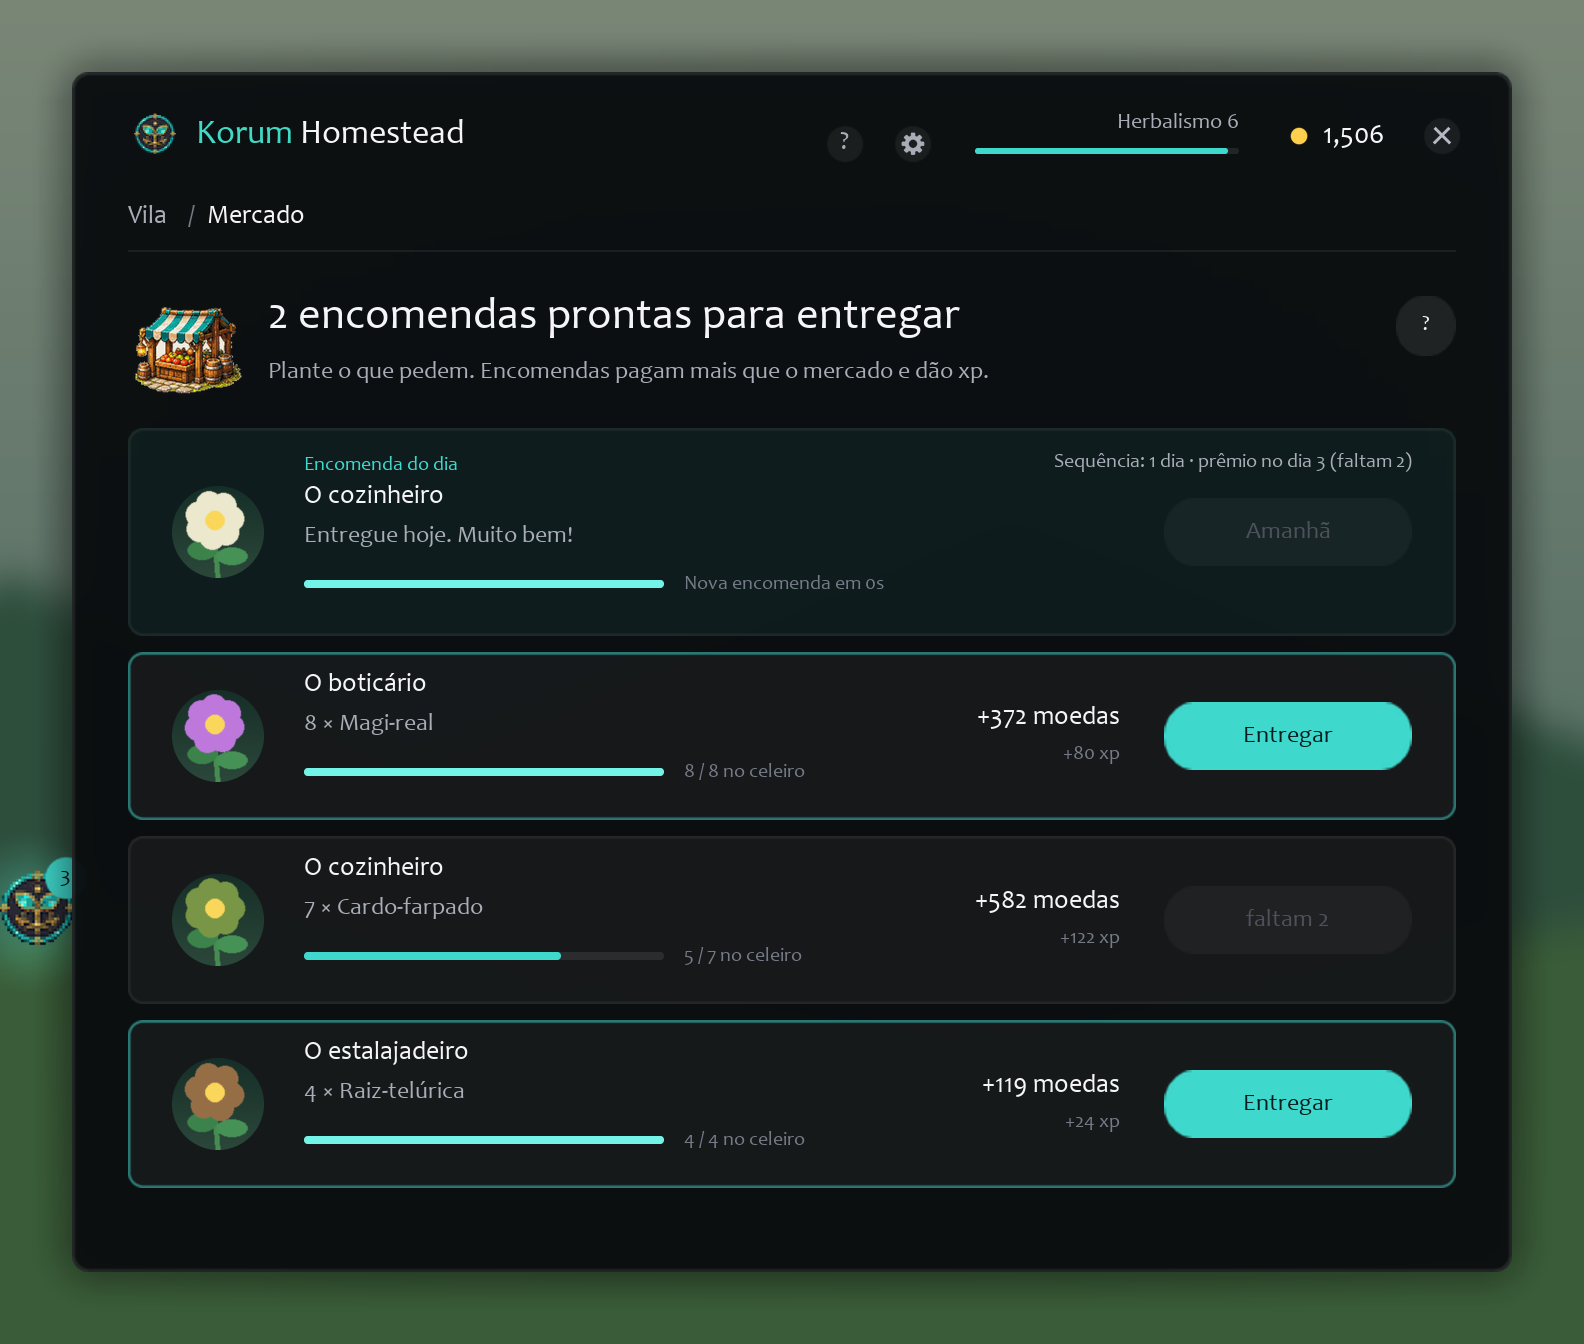 Korum Homestead
?
Herbalismo 6
1,506
Vila / Mercado
2 encomendas prontas para entregar
?
Plante o que pedem. Encomendas pagam mais que o mercado e dão xp.
Encomenda do dia
Sequência: 1 dia · prêmio no dia 3 (faltam 2)
O cozinheiro
Entregue hoje. Muito bem!
Amanhã
Nova encomenda em 0s
O boticário
8 × Magi-real
+372 moedas
+80 xp
Entregar
8 / 8 no celeiro
O cozinheiro
7 × Cardo-farpado
+582 moedas
+122 xp
faltam 2
5 / 7 no celeiro
3
O estalajadeiro
4 × Raiz-telúrica
+119 moedas
+24 xp
Entregar
4 / 4 no celeiro